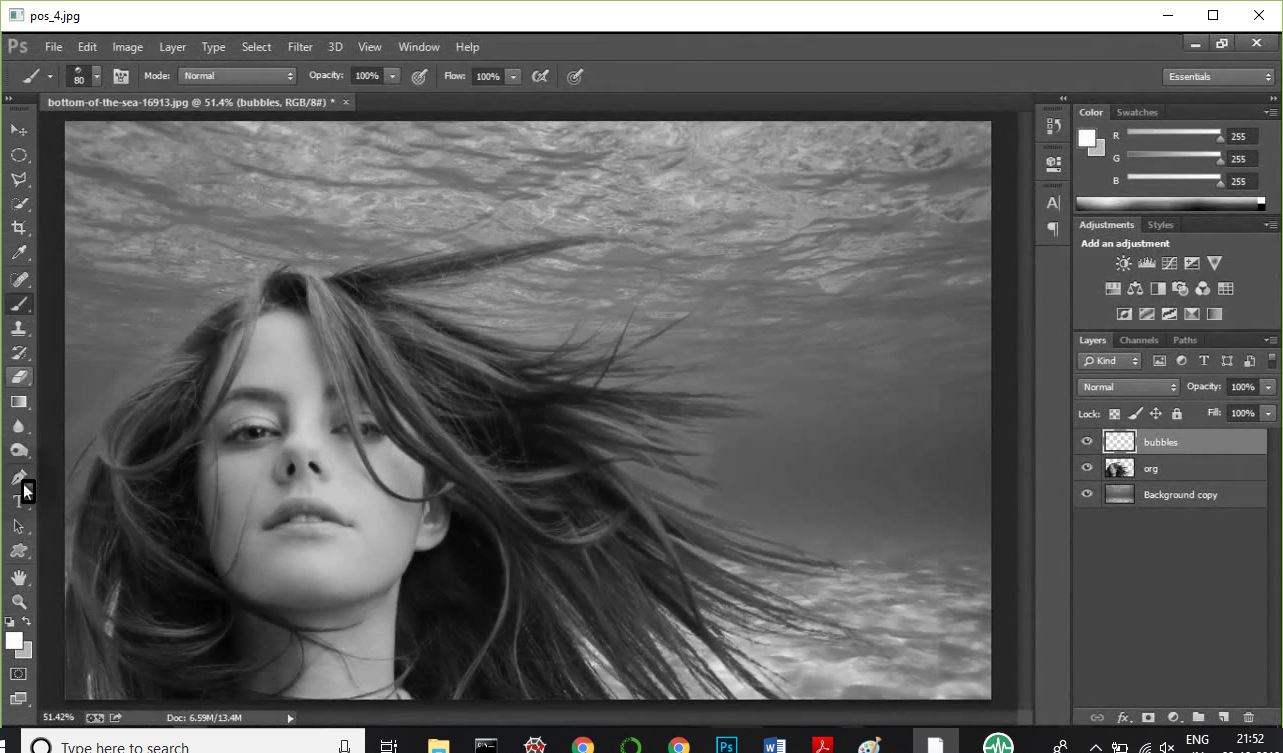 pos_4.jpg
Ps File Edit Image Layer Type Select Filter 3D View Window Help
80 Mode: Normal Opacity: 100% Flow: 100% Essentials
bottom-of-the-sea-16913.jpg @ 51.4% (bubbles, RGB/8#) * ×
Color Swatches
R 255
G 255
B 255
Adjustments Styles
Add an adjustment
Layers Channels Paths
Kind T
Normal Opacity: 100%
Lock: Fill: 100%
bubbles
org
Background copy
T
A
51.42% Doc: 6.59M/13.4M
fx
Type here to search Ps ENG 21:52